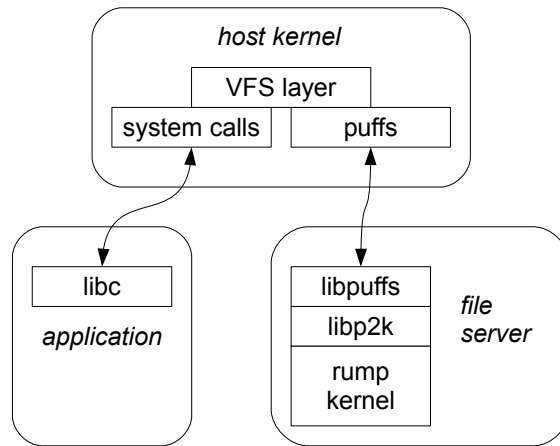 host kernel
VFS layer
system calls
puffs
libc
application
libpuffs
libp2k
rump
kernel
file
server